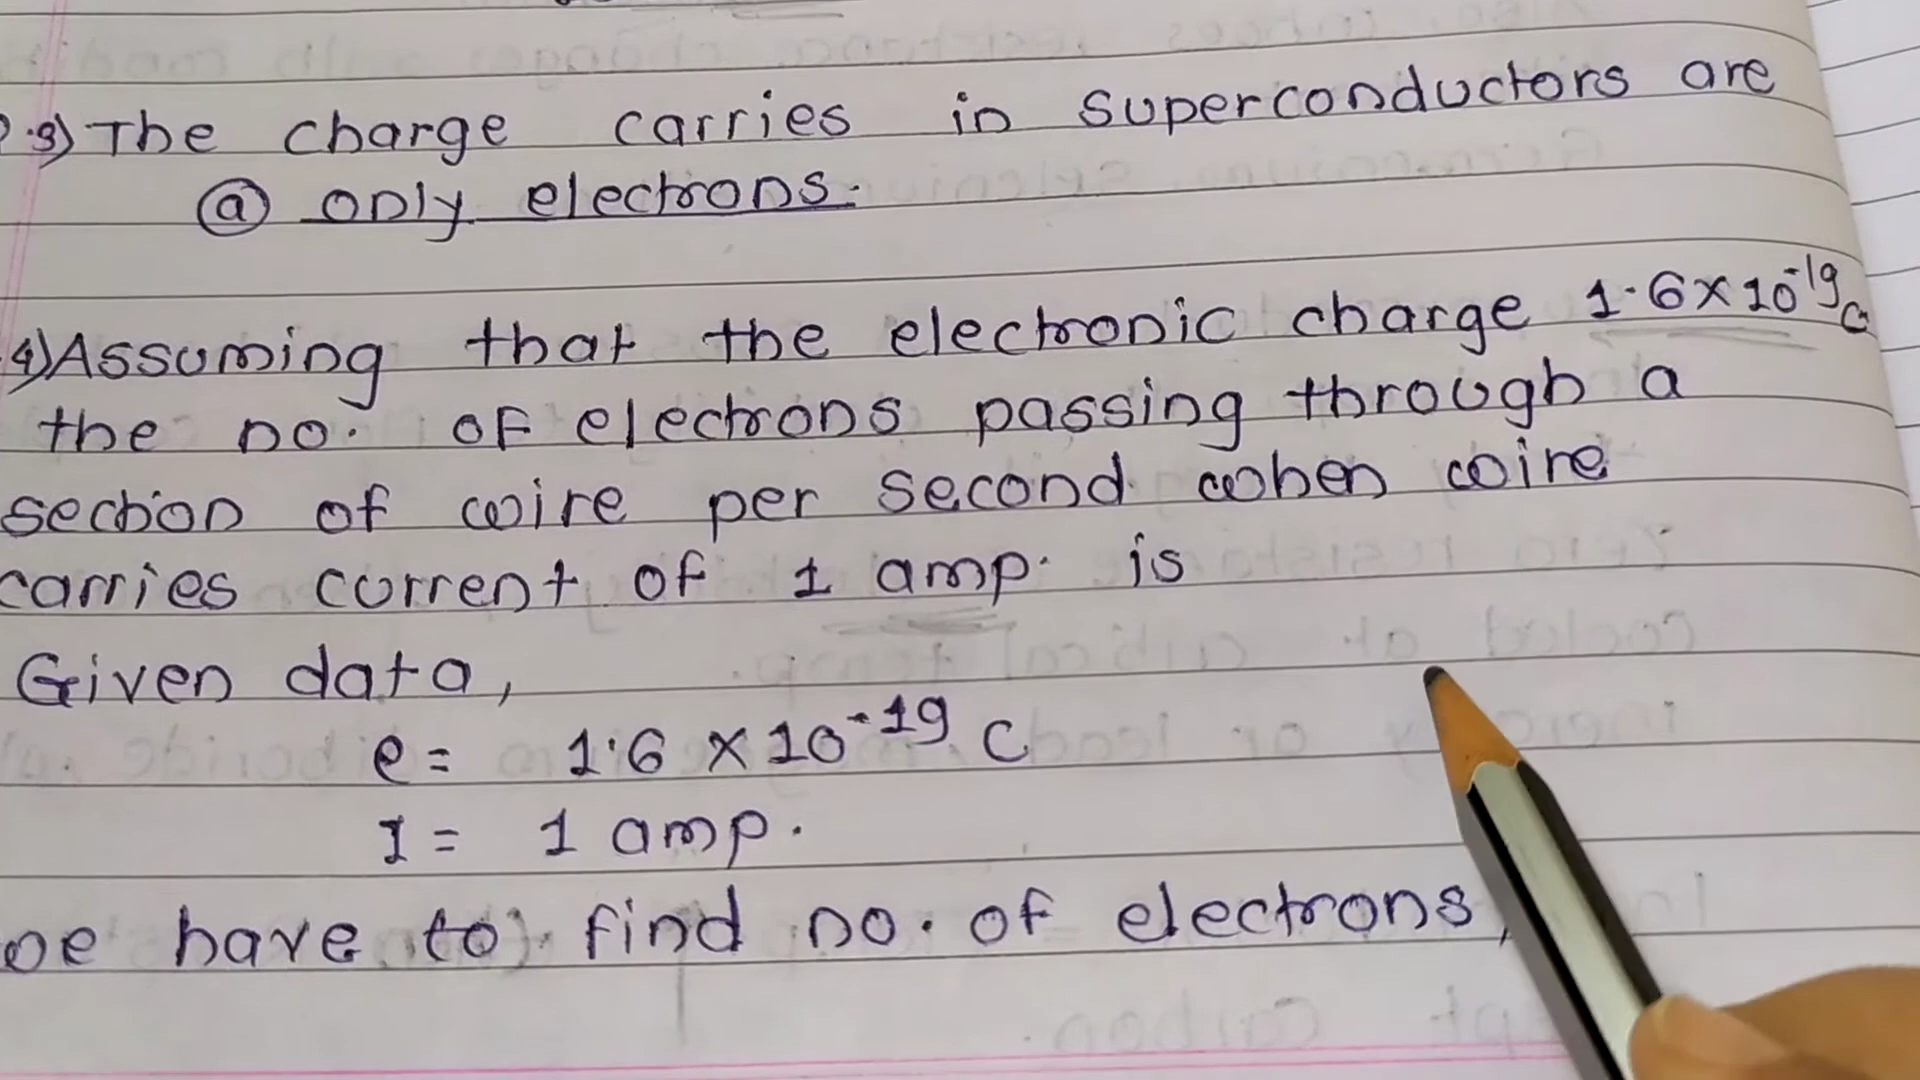 3) The charge carries in superconductors are
(a) only electrons.
4) Assuming that the electronic charge 1.6×10⁻¹⁹C
the no. of electrons passing through a
section of wire per second when wire
carries current of 1 amp. is
Given data,
e= 1.6 ×10⁻¹⁹ C
I= 1 amp.
we have to find no. of electrons,